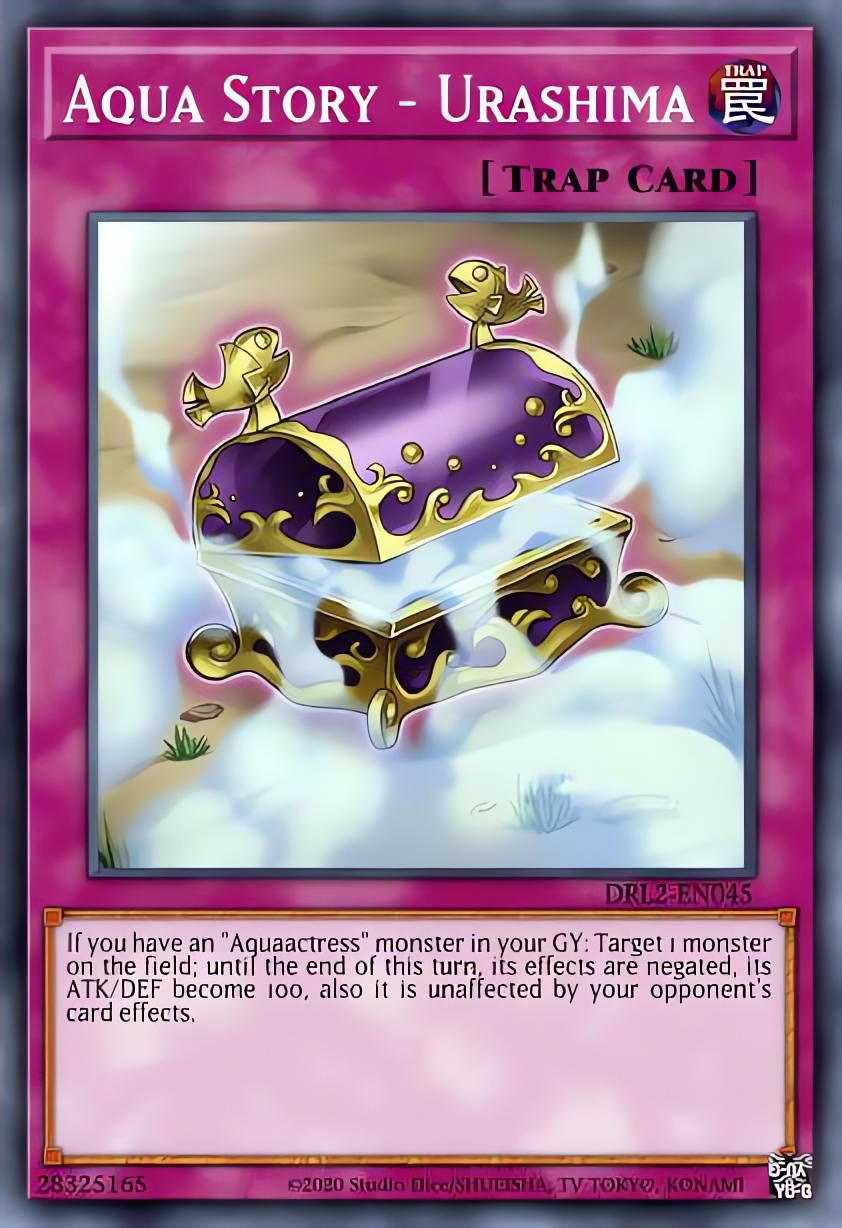 AQUA STORY - URASHIMA
TRAP
罠
[TRAP CARD]
DRL2-EN045
If you have an "Aquaactress" monster in your GY: Target 1 monster
on the field; until the end of this turn, its effects are negated, its
ATK/DEF become 100, also it is unaffected by your opponent's
card effects.
28325165
©2020 Studio Dice/SHUEISHA, TV TOKYO, KONAMI